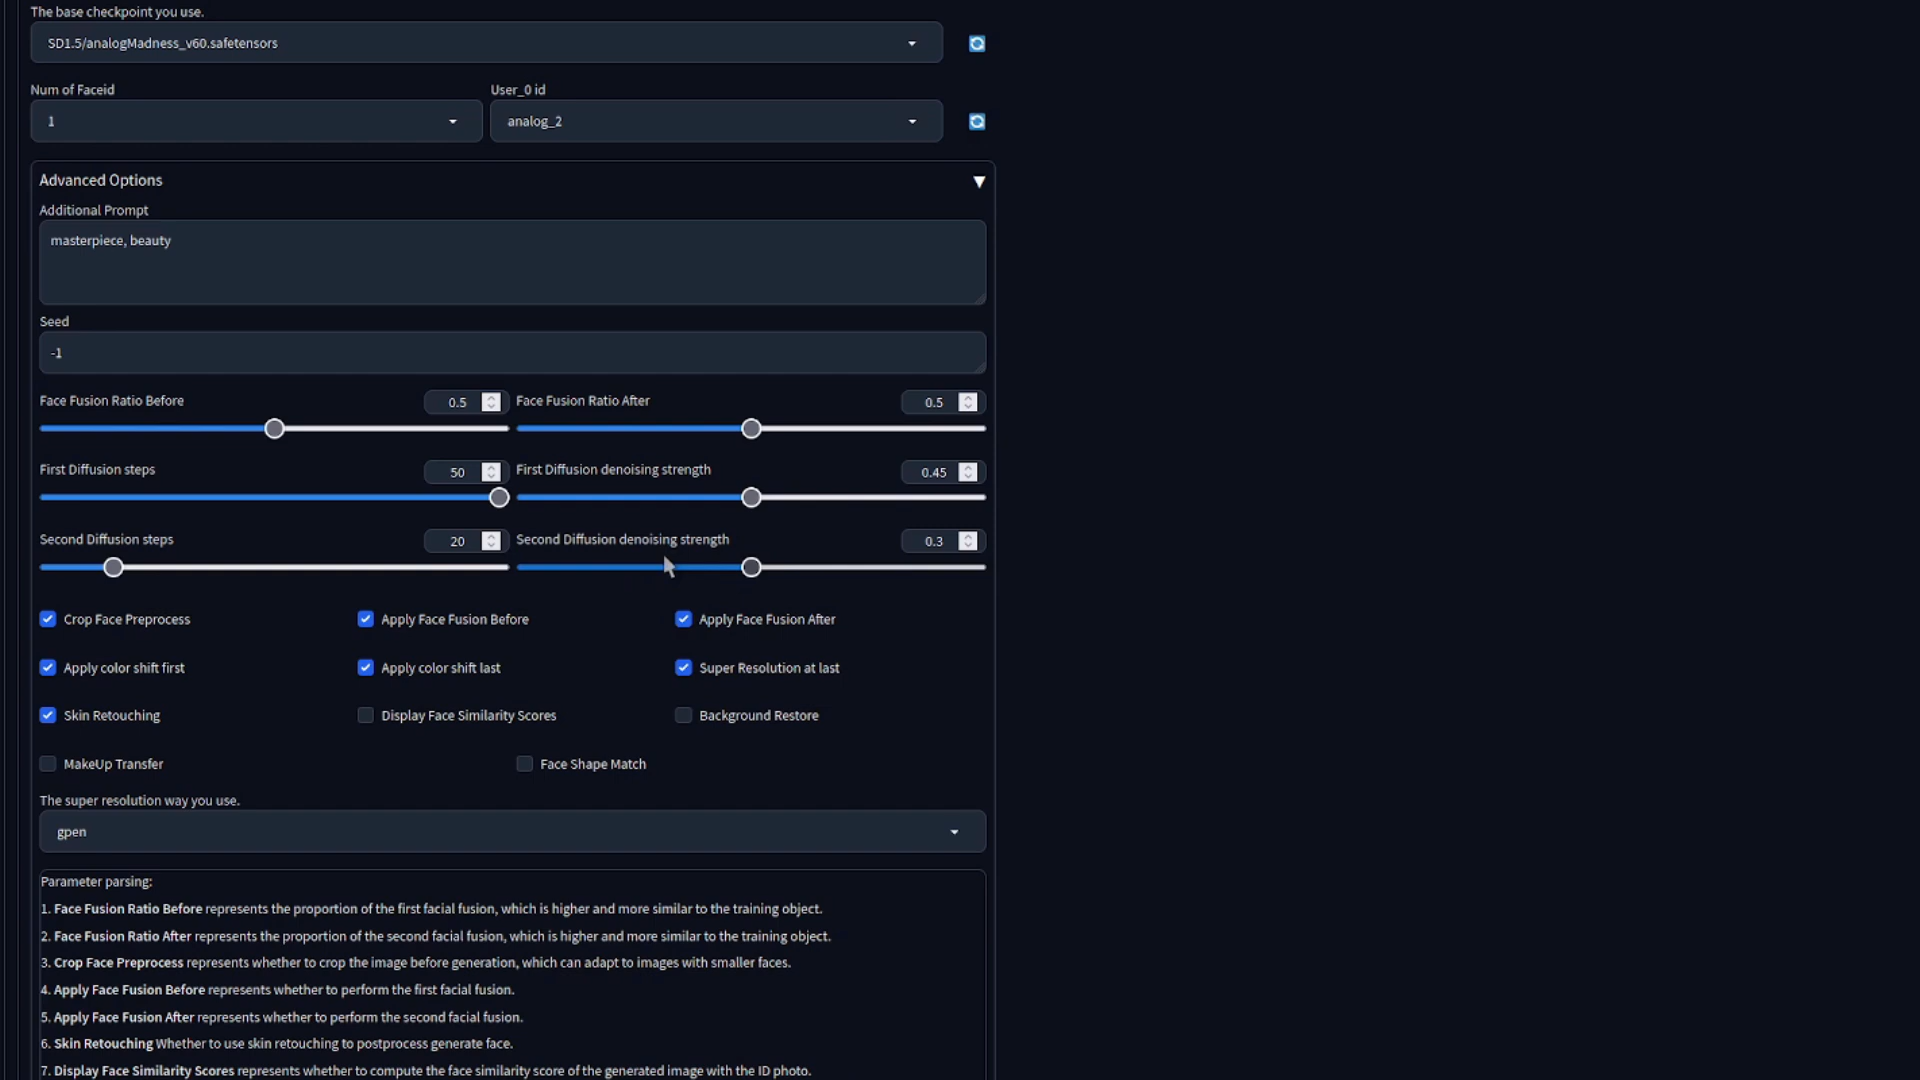 The base checkpoint you use.
SD1.5/analogMadness_v60.safetensors
Num of Faceid
User_0 id
1
analog_2
Advanced Options
Additional Prompt
masterpiece, beauty
Seed
-1
Face Fusion Ratio Before
0.5
Face Fusion Ratio After
0.5
First Diffusion steps
50
First Diffusion denoising strength
0.45
Second Diffusion steps
20
Second Diffusion denoising strength
0.3
Crop Face Preprocess
Apply Face Fusion Before
Apply Face Fusion After
Apply color shift first
Apply color shift last
Super Resolution at last
Skin Retouching
Display Face Similarity Scores
Background Restore
MakeUp Transfer
Face Shape Match
The super resolution way you use.
gpen
Parameter parsing:
1. Face Fusion Ratio Before represents the proportion of the first facial fusion, which is higher and more similar to the training object.
2. Face Fusion Ratio After represents the proportion of the second facial fusion, which is higher and more similar to the training object.
3. Crop Face Preprocess represents whether to crop the image before generation, which can adapt to images with smaller faces.
4. Apply Face Fusion Before represents whether to perform the first facial fusion.
5. Apply Face Fusion After represents whether to perform the second facial fusion.
6. Skin Retouching Whether to use skin retouching to postprocess generate face.
7. Display Face Similarity Scores represents whether to compute the face similarity score of the generated image with the ID photo.